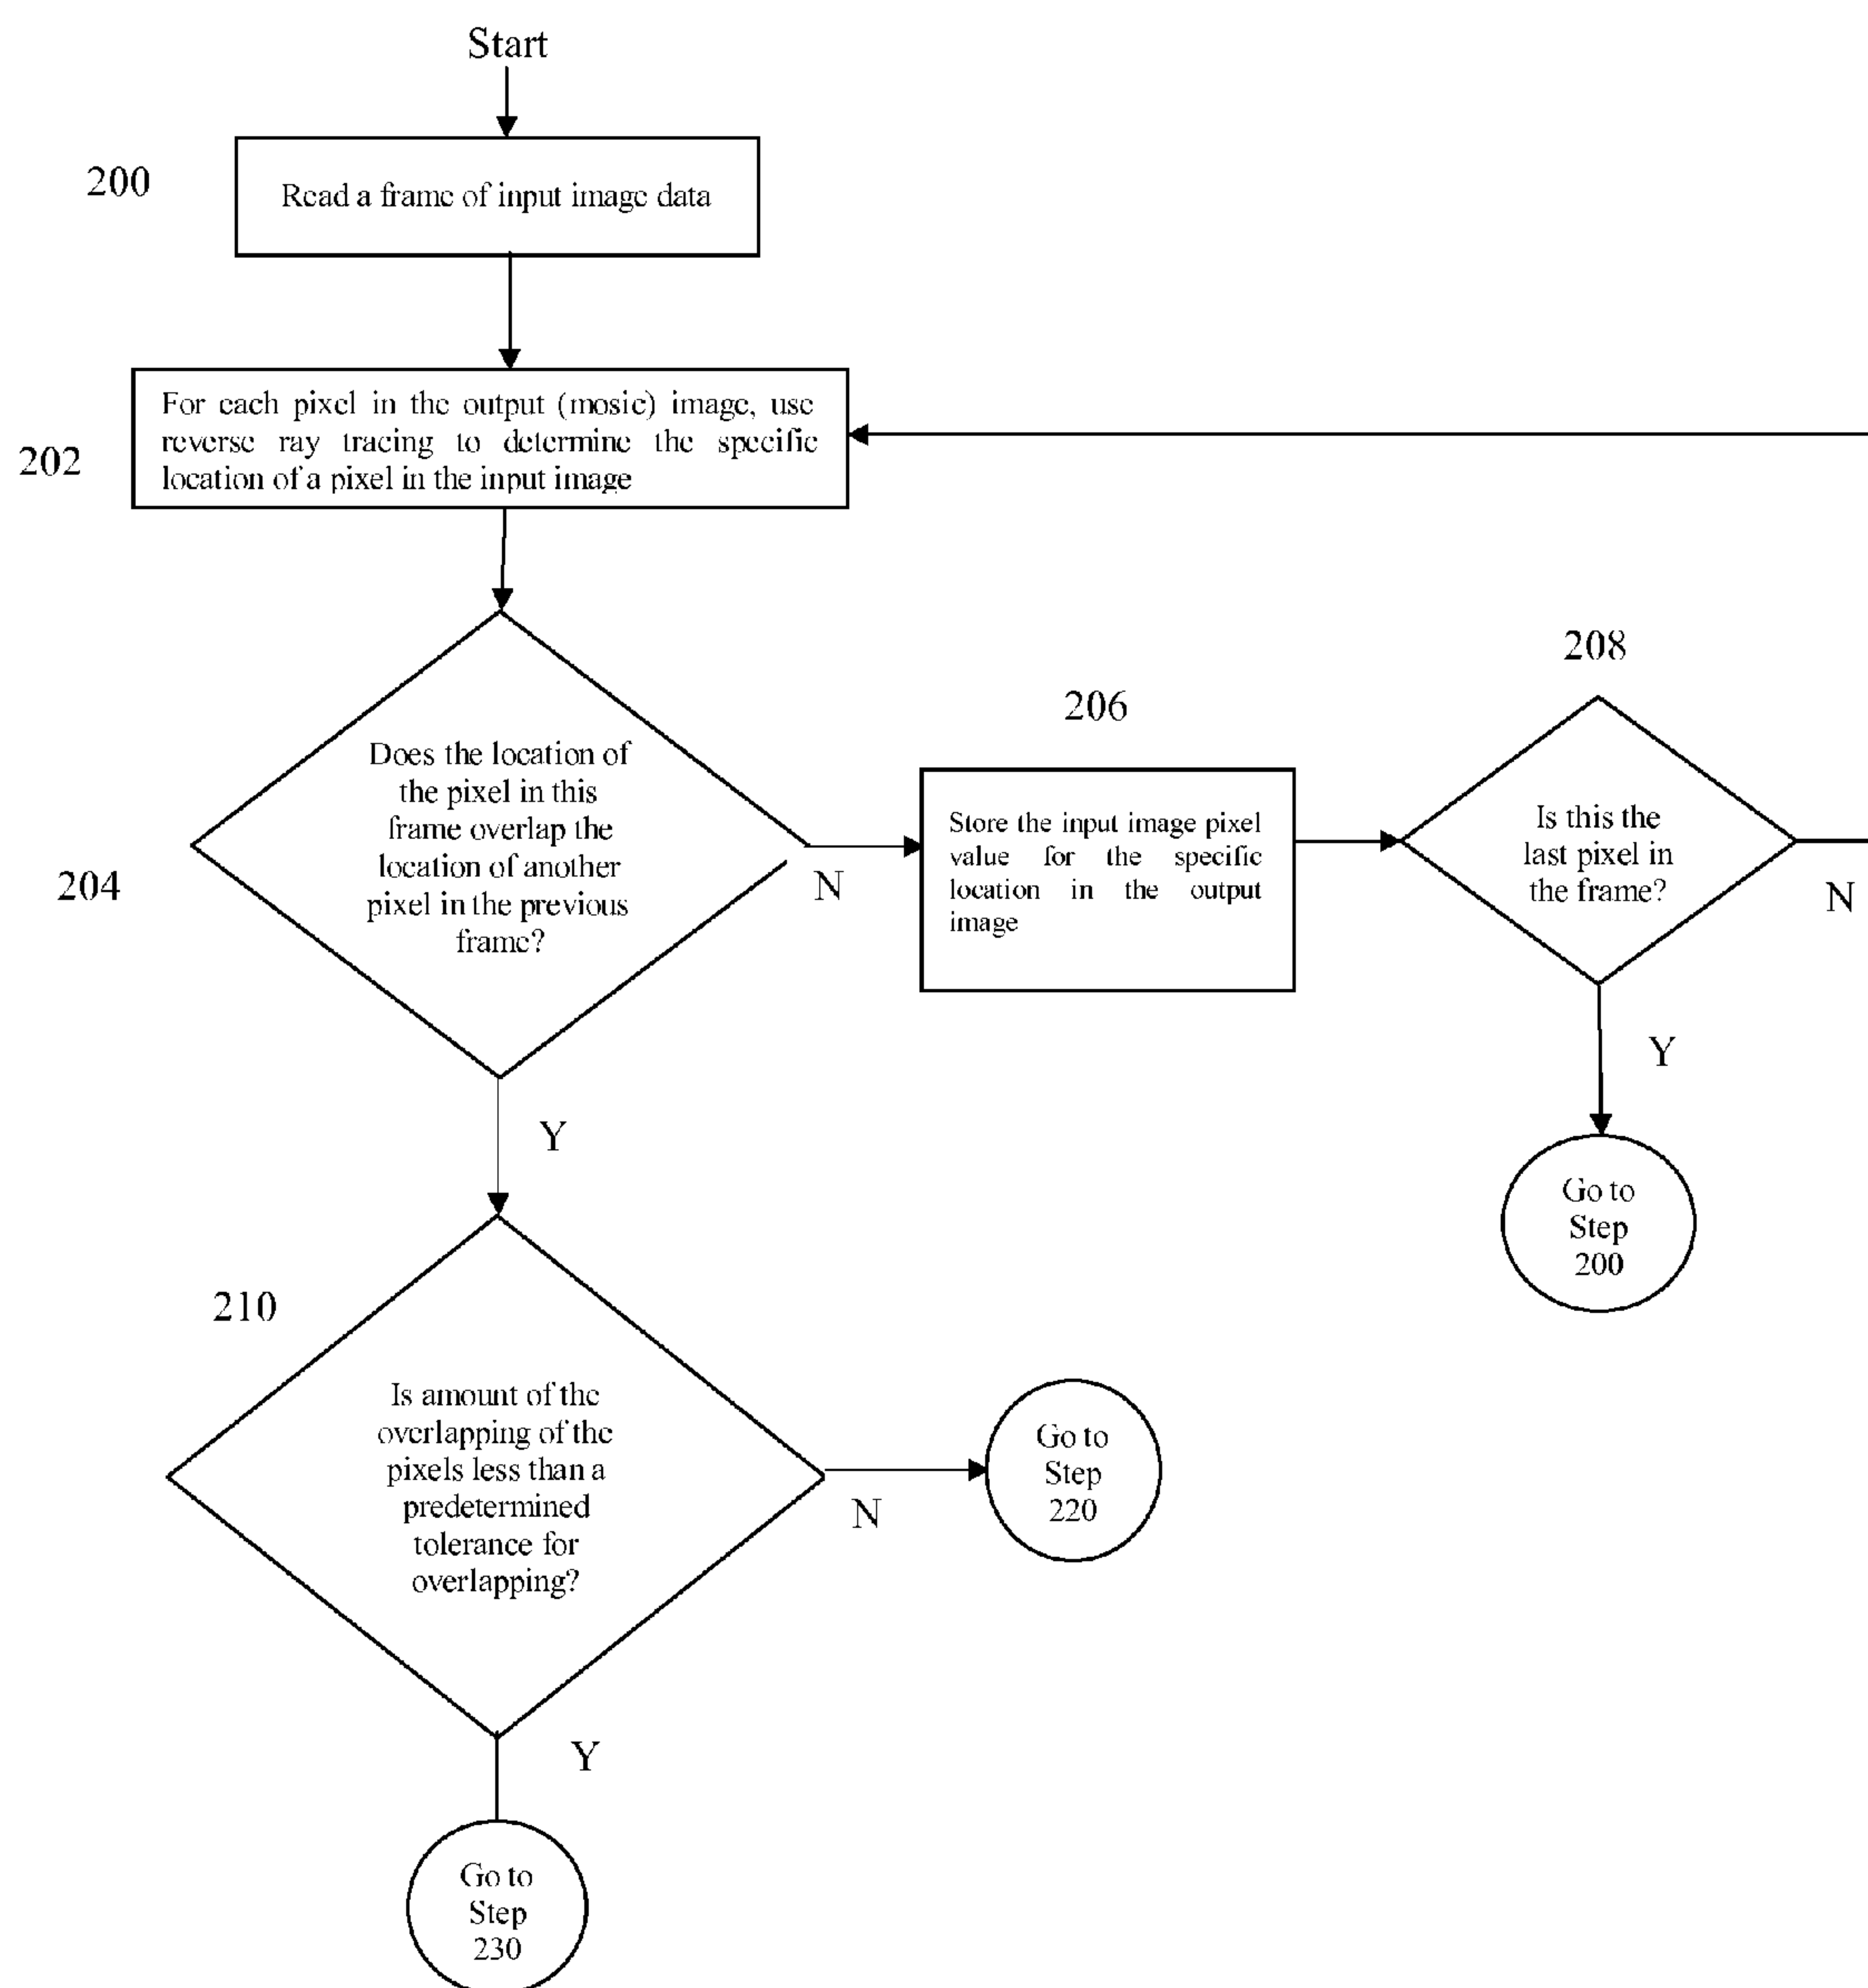 Start
200
Read a frame of input image data
202
For each pixel in the output (mosic) image, use
reverse ray tracing to determine the specific
location of a pixel in the input image
204
Does the location of
the pixel in this
frame overlap the
location of another
pixel in the previous
frame?
N
206
Store the input image pixel
value for the specific
location in the output
image
208
Is this the
last pixel in
the frame?
N
Y
Go to
Step
200
Y
210
Is amount of the
overlapping of the
pixels less than a
predetermined
tolerance for
overlapping?
N
Go to
Step
220
Y
Go to
Step
230